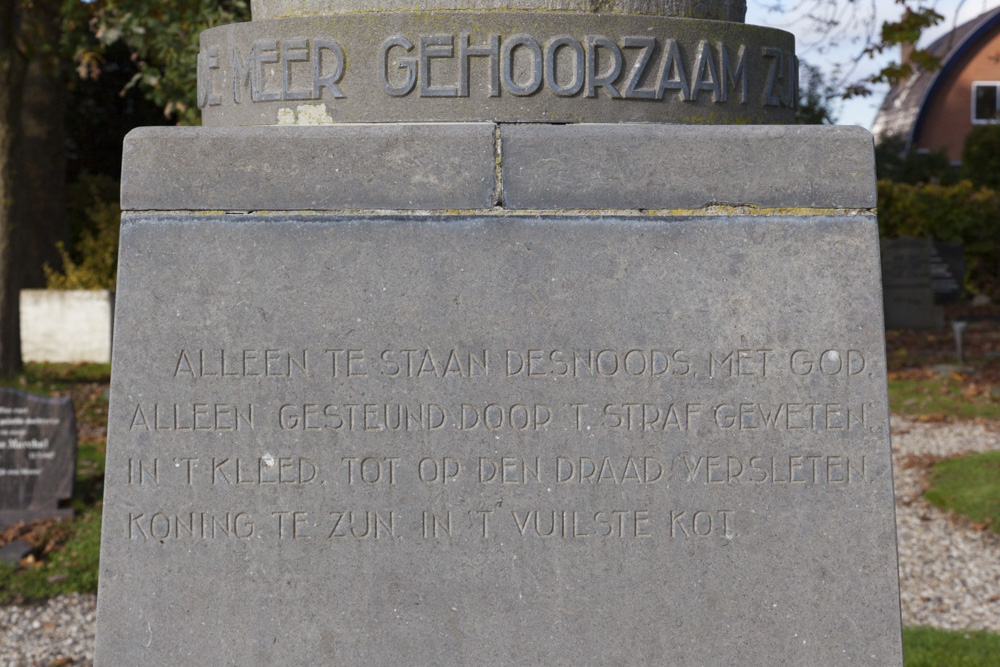 DE MEER GEHOORZAAM ZIJN
ALLEEN TE STAAN DESNOODS, MET GOD,
ALLEEN GESTEUND DOOR 'T STRAF GEWETEN,
IN 'T KLEED, TOT OP DEN DRAAD VERSLETEN,
KONING TE ZIJN, IN 'T VUILSTE KOT.